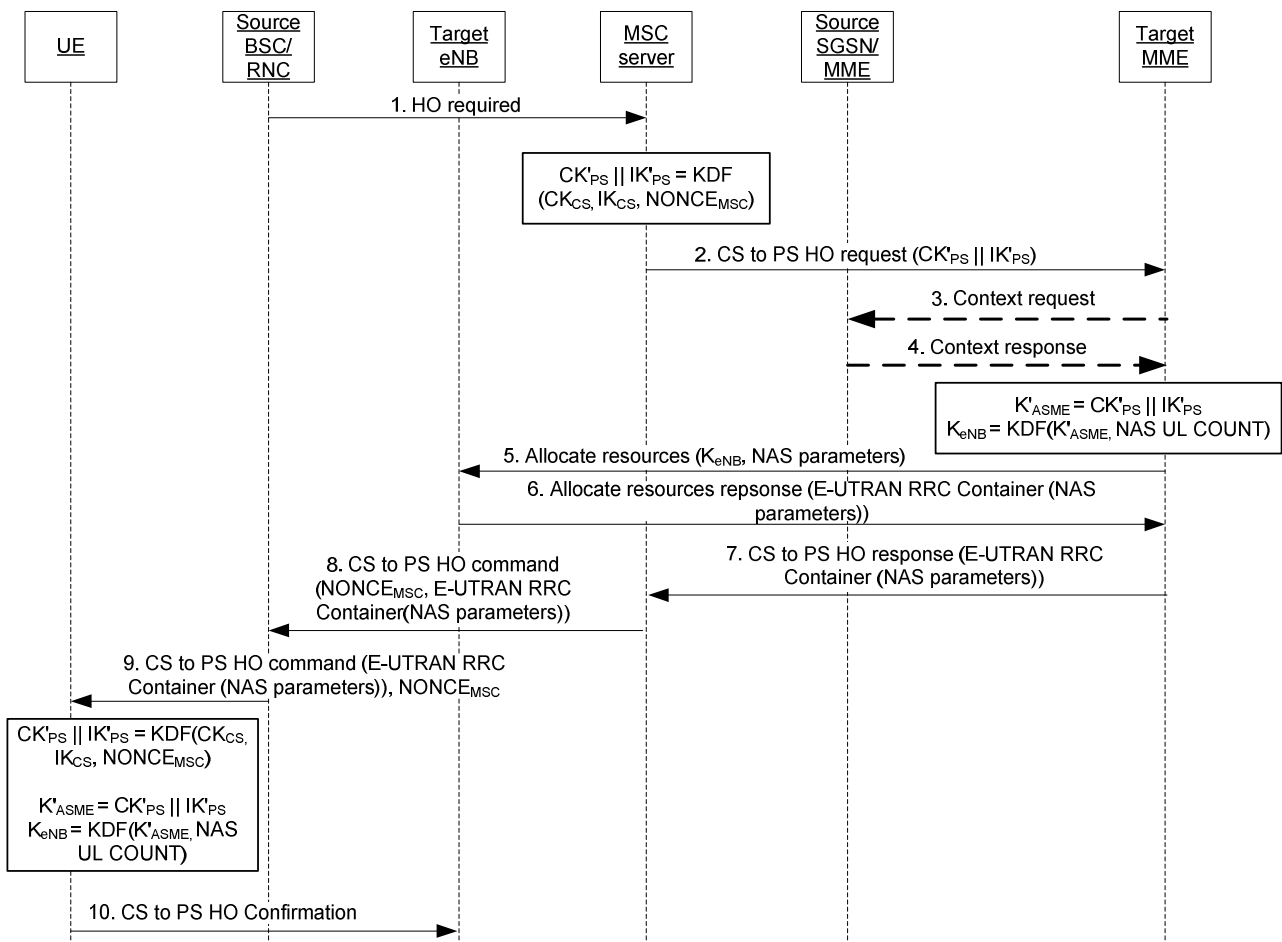 UE
Source
BSC/
RNC
Target
eNB
MSC
server
Source
SGSN/
MME
Target
MME
1. HO required
CK'PS || IK'PS = KDF
(CKCS, IKCS, NONCEMSC)
2. CS to PS HO request (CK'PS || IK'PS)
3. Context request
4. Context response
K'ASME = CK'PS || IK'PS
KeNB = KDF(K'ASME, NAS UL COUNT)
5. Allocate resources (KeNB, NAS parameters)
6. Allocate resources repsonse (E-UTRAN RRC Container (NAS
parameters))
7. CS to PS HO response (E-UTRAN RRC
Container (NAS parameters))
8. CS to PS HO command
(NONCEMSC, E-UTRAN RRC
Container(NAS parameters))
9. CS to PS HO command (E-UTRAN RRC
Container (NAS parameters)), NONCEMSC
CK'PS || IK'PS = KDF(CKCS,
IKCS, NONCEMSC)
K'ASME = CK'PS || IK'PS
KeNB = KDF(K'ASME, NAS
UL COUNT)
10. CS to PS HO Confirmation